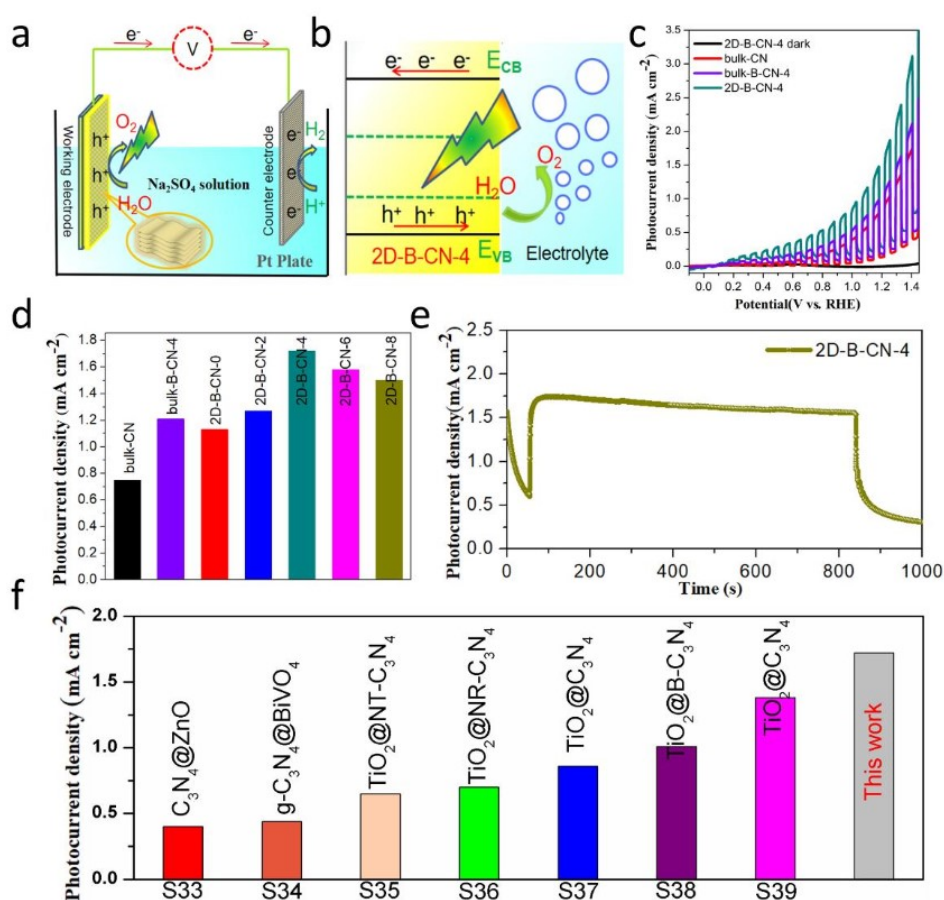 a
e⁻
V
e⁻
Working electrode
h⁺
h⁺
h⁺
O₂
H₂O
Na₂SO₄ solution
Counter electrode
e⁻
e⁻
e⁻
H₂
H⁺
Pt Plate
b
e⁻ e⁻ e⁻
E_CB
O₂
H₂O
h⁺ h⁺ h⁺
2D-B-CN-4
E_VB
Electrolyte
c
Photocurrent density (mA cm⁻²)
3.5
3.0
2.5
2.0
1.5
1.0
0.5
0.0
2D-B-CN-4 dark
bulk-CN
bulk-B-CN-4
2D-B-CN-4
0.0 0.2 0.4 0.6 0.8 1.0 1.2 1.4
Potential(V vs. RHE)
d
Photocurrent density (mA cm⁻²)
1.8
1.6
1.4
1.2
1.0
0.8
0.6
0.4
0.2
0.0
bulk-CN
bulk-B-CN-4
2D-B-CN-0
2D-B-CN-2
2D-B-CN-4
2D-B-CN-6
2D-B-CN-8
e
Photocurrent density(mA cm⁻²)
2.5
2.0
1.5
1.0
0.5
0.0
2D-B-CN-4
0 200 400 600 800 1000
Time (s)
f
Photocurrent density (mA cm⁻²)
2.0
1.5
1.0
0.5
0.0
C₃N₄@ZnO
g-C₃N₄@BiVO₄
TiO₂@NT-C₃N₄
TiO₂@NR-C₃N₄
TiO₂@C₃N₄
TiO₂@B-C₃N₄
TiO₂@C₃N₄
This work
S33 S34 S35 S36 S37 S38 S39